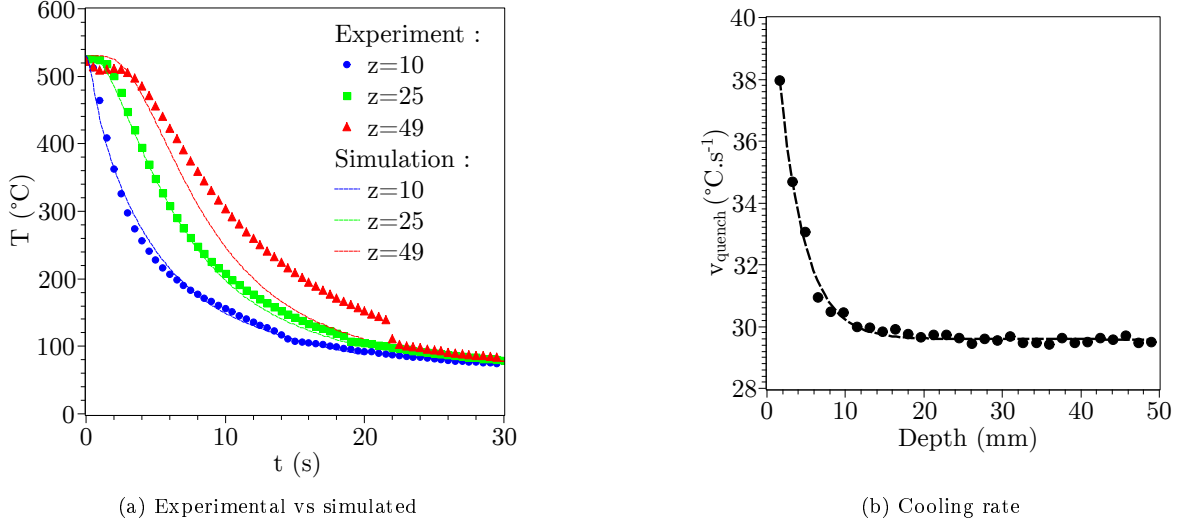 600
500
400
300
200
100
0
T (°C)
0
10
20
30
t (s)
Experiment :
z=10
z=25
z=49
Simulation :
z=10
z=25
z=49
(a) Experimental vs simulated
40
38
36
34
32
30
28
v_quench (°C.s⁻¹)
0
10
20
30
40
50
Depth (mm)
(b) Cooling rate